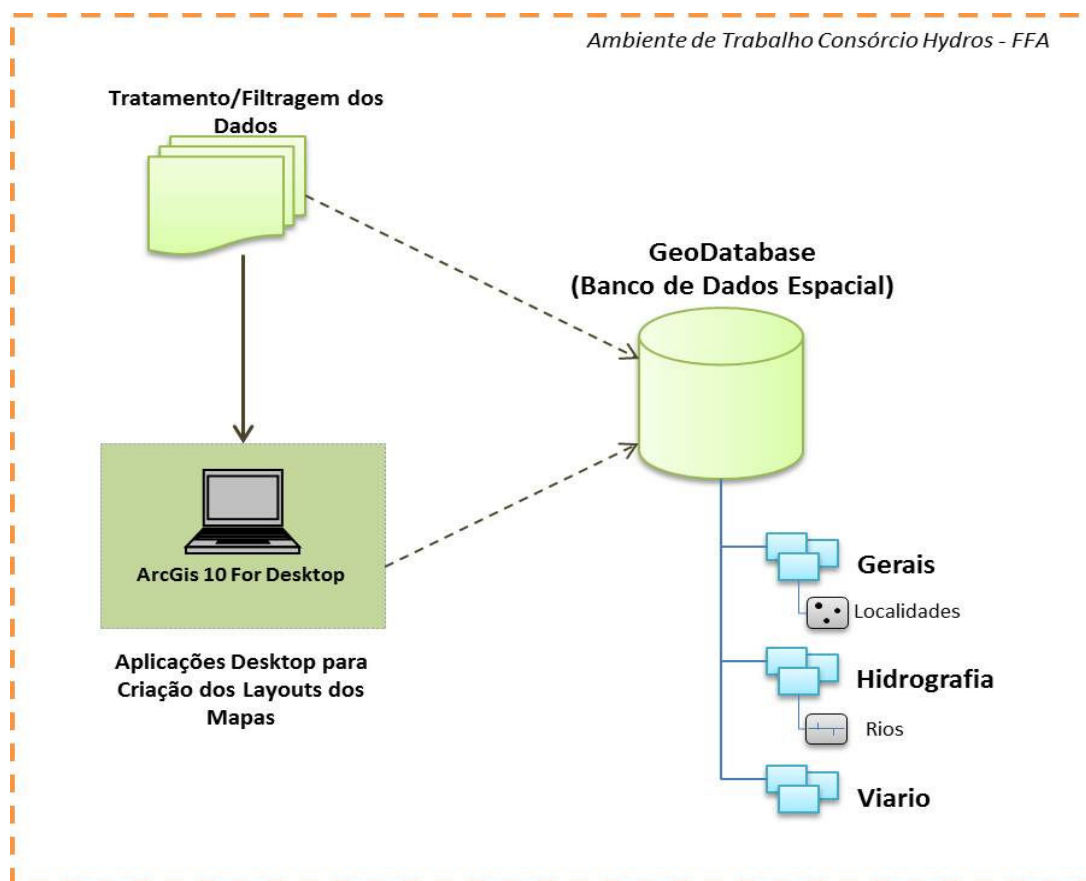 Ambiente de Trabalho Consórcio Hydros - FFA
Tratamento/Filtragem dos
Dados
GeoDatabase
(Banco de Dados Espacial)
ArcGis 10 For Desktop
Aplicações Desktop para
Criação dos Layouts dos
Mapas
Gerais
Localidades
Hidrografia
Rios
Viario